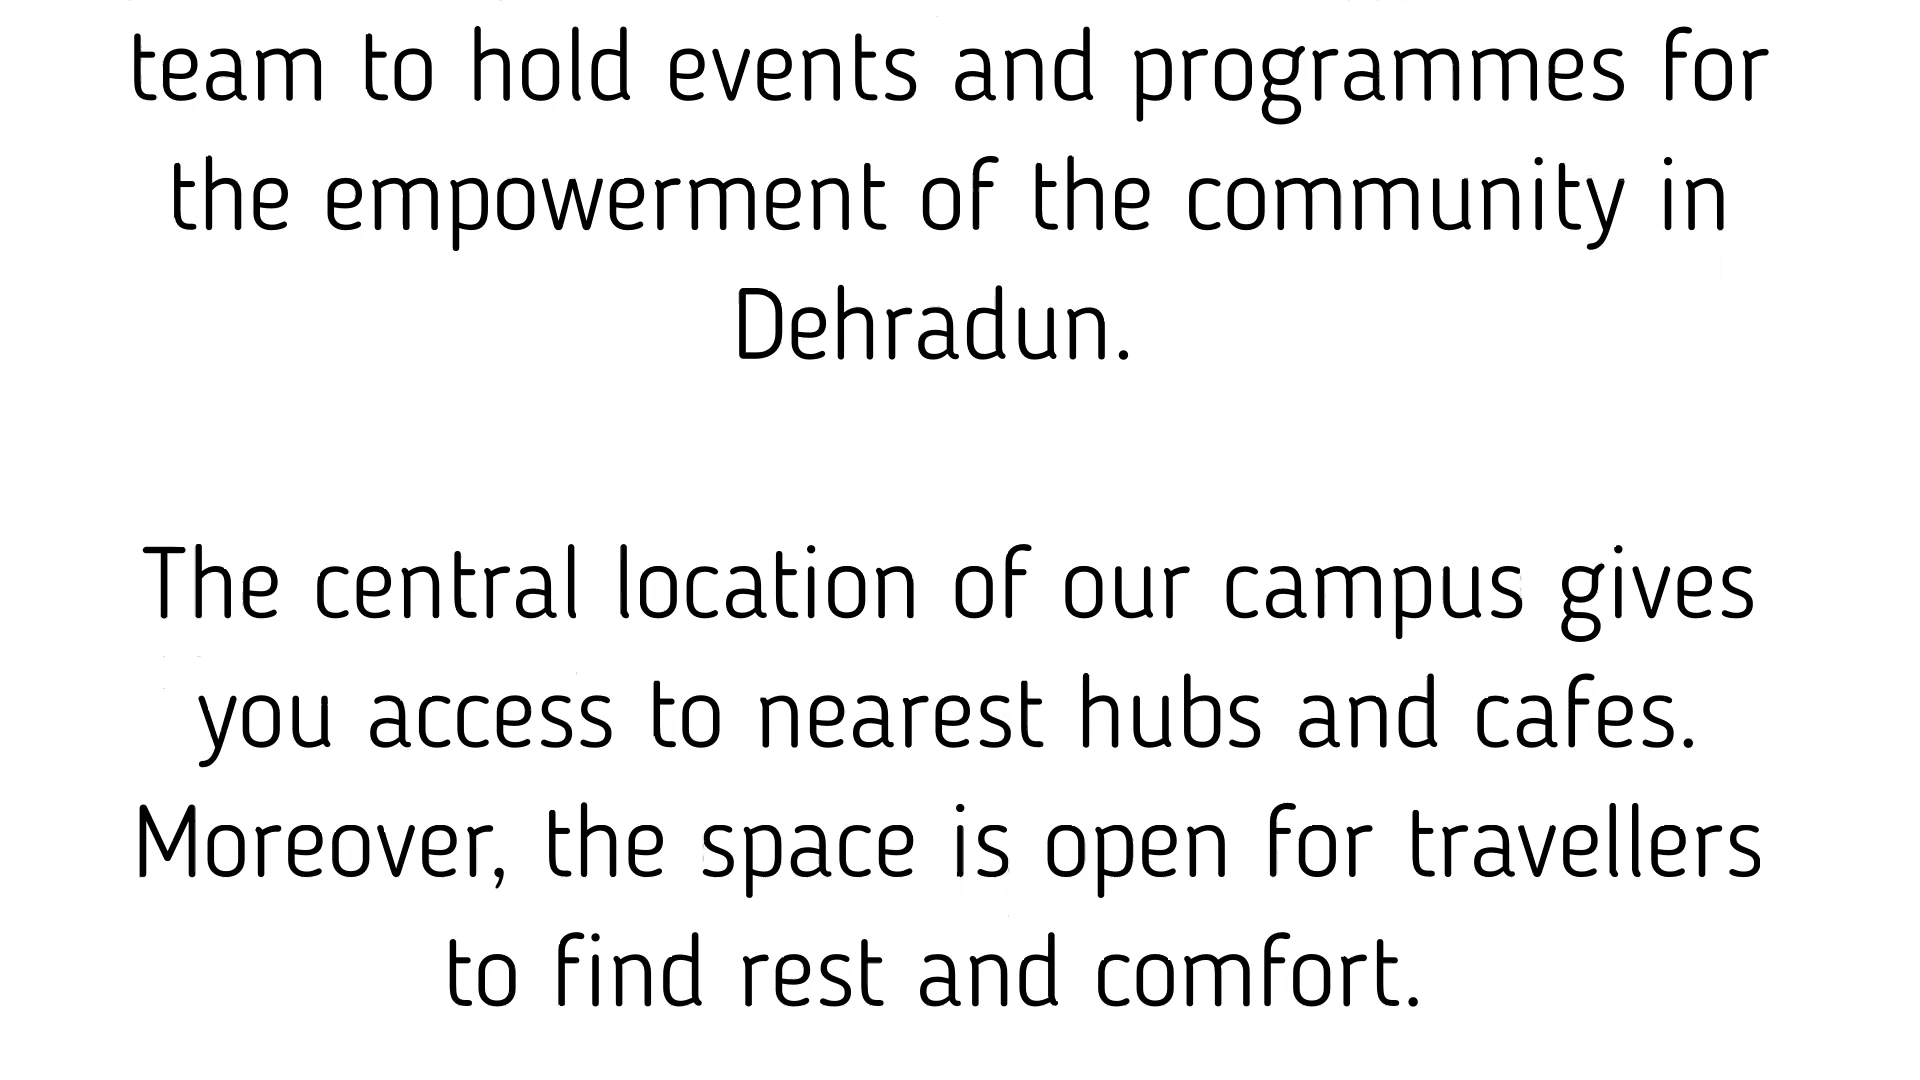 team to hold events and programmes for
the empowerment of the community in
Dehradun.
The central location of our campus gives
you access to nearest hubs and cafes.
Moreover, the space is open for travellers
to find rest and comfort.